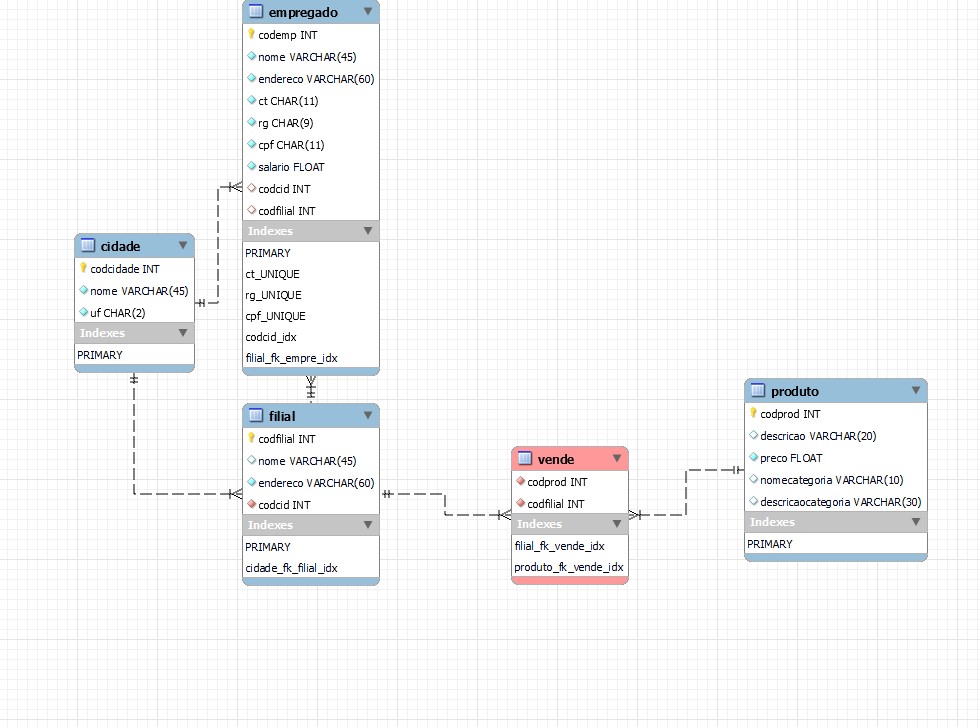 empregado
codemp INT
nome VARCHAR(45)
endereco VARCHAR(60)
ct CHAR(11)
rg CHAR(9)
cpf CHAR(11)
salario FLOAT
codcid INT
codfilial INT
Indexes
PRIMARY
ct_UNIQUE
rg_UNIQUE
cpf_UNIQUE
codcid_idx
filial_fk_empre_idx
cidade
codcidade INT
nome VARCHAR(45)
uf CHAR(2)
Indexes
PRIMARY
filial
codfilial INT
nome VARCHAR(45)
endereco VARCHAR(60)
codcid INT
Indexes
PRIMARY
cidade_fk_filial_idx
vende
codprod INT
codfilial INT
Indexes
filial_fk_vende_idx
produto_fk_vende_idx
produto
codprod INT
descricao VARCHAR(20)
preco FLOAT
nomecategoria VARCHAR(10)
descricaocategoria VARCHAR(30)
Indexes
PRIMARY